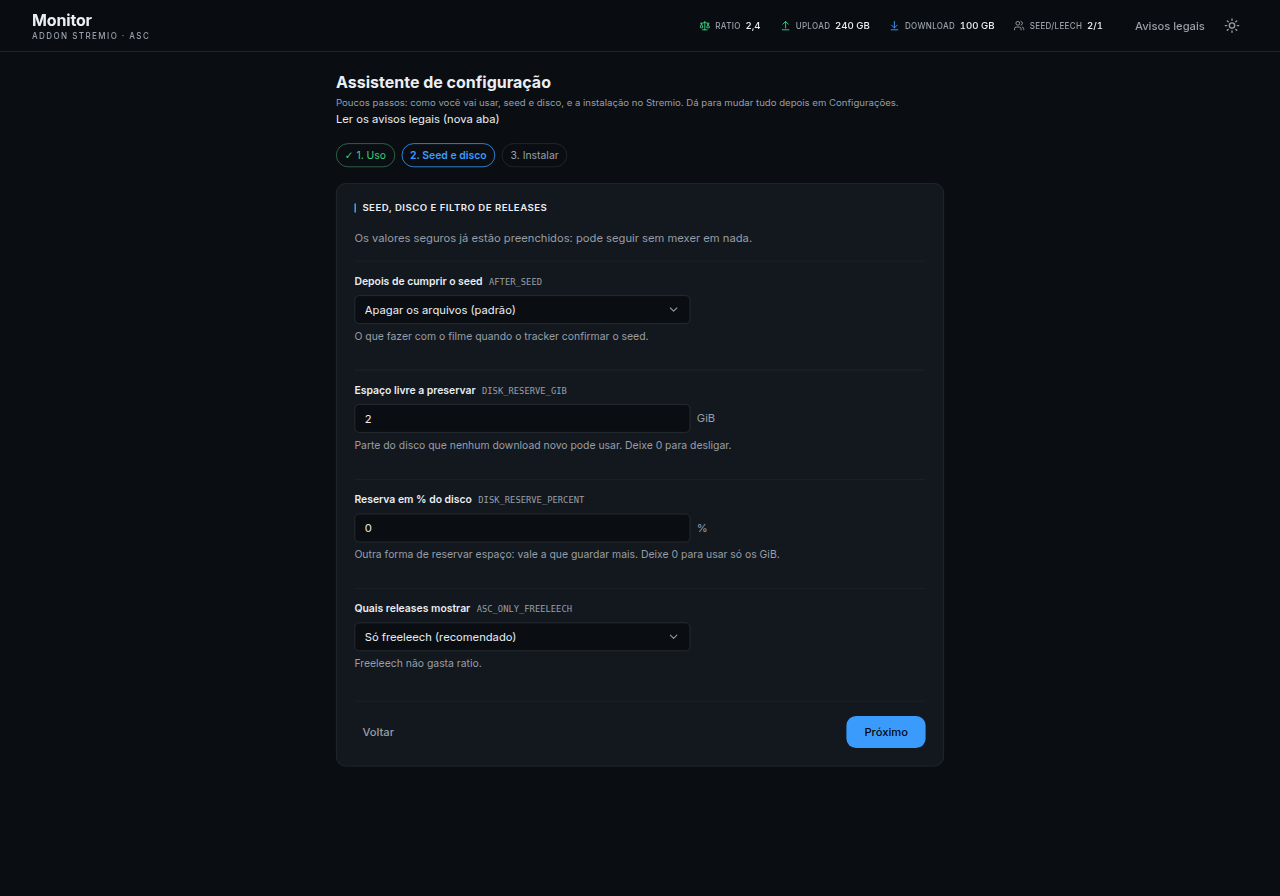 Monitor
ADDON STREMIO · ASC
RATIO 2,4
UPLOAD 240 GB
DOWNLOAD 100 GB
SEED/LEECH 2/1
Avisos legais
Assistente de configuração
Poucos passos: como você vai usar, seed e disco, e a instalação no Stremio. Dá para mudar tudo depois em Configurações.
Ler os avisos legais (nova aba)
✓ 1. Uso
2. Seed e disco
3. Instalar
SEED, DISCO E FILTRO DE RELEASES
Os valores seguros já estão preenchidos: pode seguir sem mexer em nada.
Depois de cumprir o seed AFTER_SEED
Apagar os arquivos (padrão)
O que fazer com o filme quando o tracker confirmar o seed.
Espaço livre a preservar DISK_RESERVE_GIB
2 GiB
Parte do disco que nenhum download novo pode usar. Deixe 0 para desligar.
Reserva em % do disco DISK_RESERVE_PERCENT
0 %
Outra forma de reservar espaço: vale a que guardar mais. Deixe 0 para usar só os GiB.
Quais releases mostrar ASC_ONLY_FREELEECH
Só freeleech (recomendado)
Freeleech não gasta ratio.
Voltar
Próximo